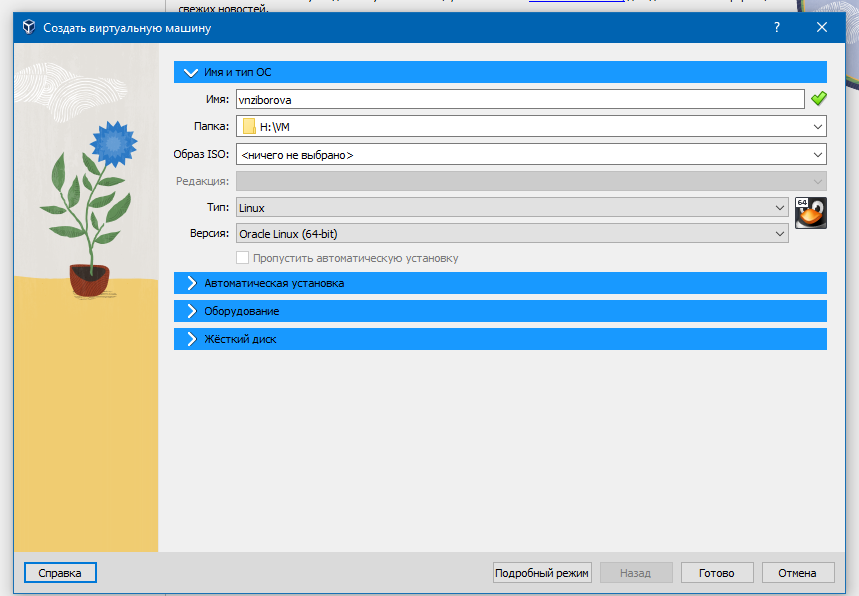 свежих новостей.
Создать виртуальную машину
?
Имя и тип ОС
Имя: vnziborova
Папка: H:\VM
Образ ISO: <ничего не выбрано>
Редакция:
Тип: Linux
64
Версия: Oracle Linux (64-bit)
Пропустить автоматическую установку
Автоматическая установка
Оборудование
Жёсткий диск
Справка Подробный режим Назад Готово Отмена